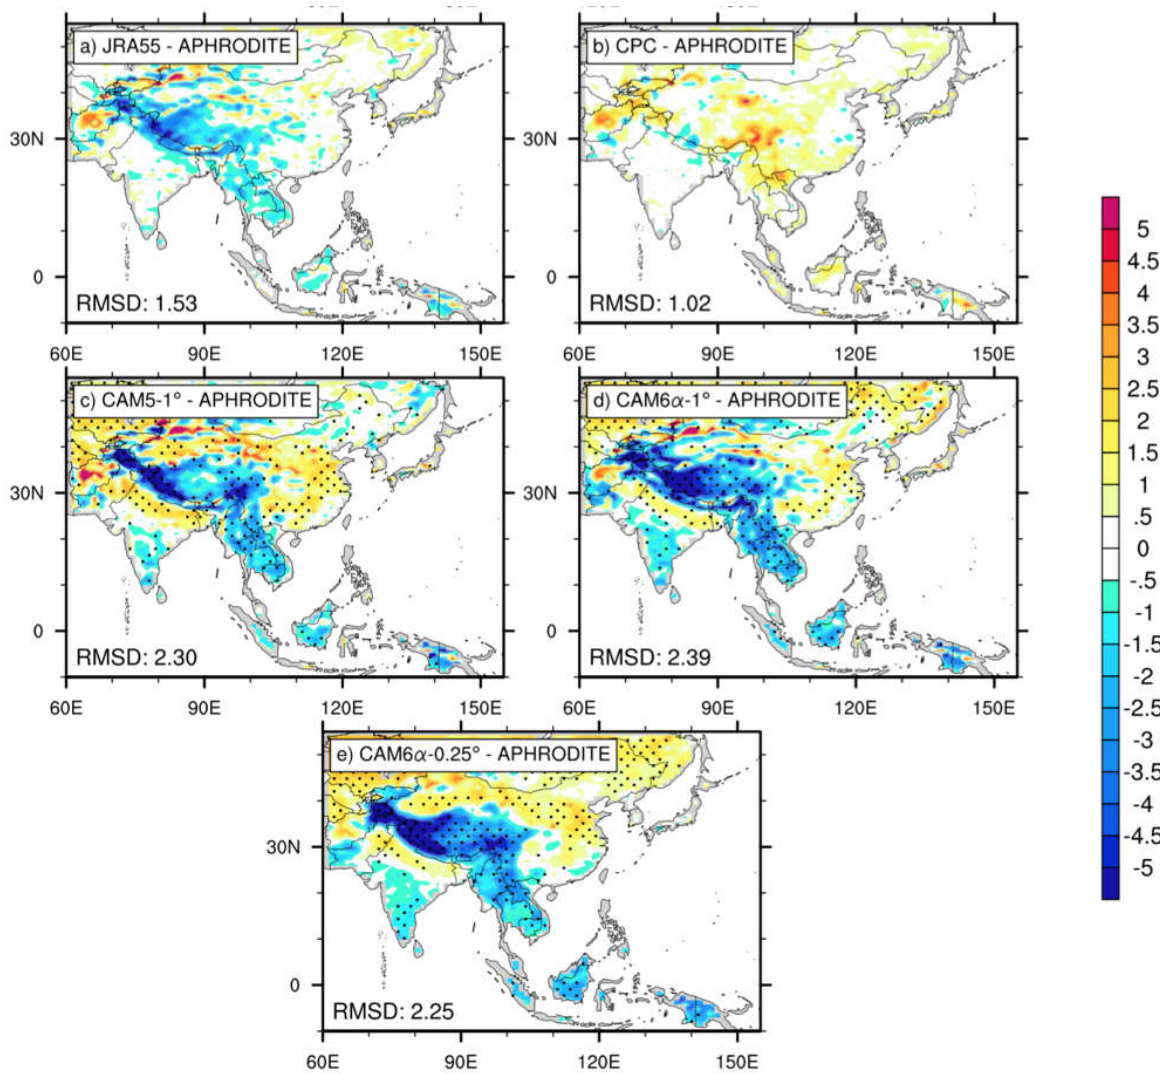 a) JRA55 - APHRODITE
b) CPC - APHRODITE
30N
30N
0
0
RMSD: 1.53
RMSD: 1.02
60E 90E 120E 150E
60E 90E 120E 150E
c) CAM5-1° - APHRODITE
d) CAM6α-1° - APHRODITE
30N
30N
0
0
RMSD: 2.30
RMSD: 2.39
60E 90E 120E 150E
60E 90E 120E 150E
e) CAM6α-0.25° - APHRODITE
30N
0
RMSD: 2.25
60E 90E 120E 150E
5
4.5
4
3.5
3
2.5
2
1.5
1
.5
0
-.5
-1
-1.5
-2
-2.5
-3
-3.5
-4
-4.5
-5